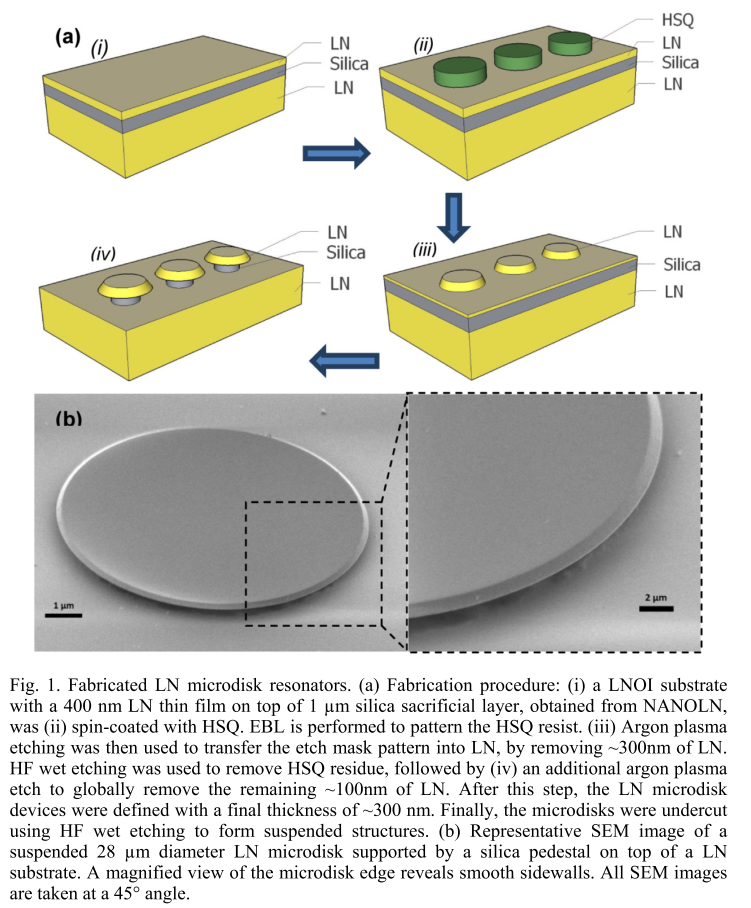 (a)
(i)
LN
Silica
LN
(ii)
HSQ
LN
Silica
LN
(iv)
LN
Silica
LN
(iii)
LN
Silica
LN
(b)
1 µm
2 µm
Fig. 1. Fabricated LN microdisk resonators. (a) Fabrication procedure: (i) a LNOI substrate
with a 400 nm LN thin film on top of 1 µm silica sacrificial layer, obtained from NANOLN,
was (ii) spin-coated with HSQ. EBL is performed to pattern the HSQ resist. (iii) Argon plasma
etching was then used to transfer the etch mask pattern into LN, by removing ~300nm of LN.
HF wet etching was used to remove HSQ residue, followed by (iv) an additional argon plasma
etch to globally remove the remaining ~100nm of LN. After this step, the LN microdisk
devices were defined with a final thickness of ~300 nm. Finally, the microdisks were undercut
using HF wet etching to form suspended structures. (b) Representative SEM image of a
suspended 28 µm diameter LN microdisk supported by a silica pedestal on top of a LN
substrate. A magnified view of the microdisk edge reveals smooth sidewalls. All SEM images
are taken at a 45° angle.